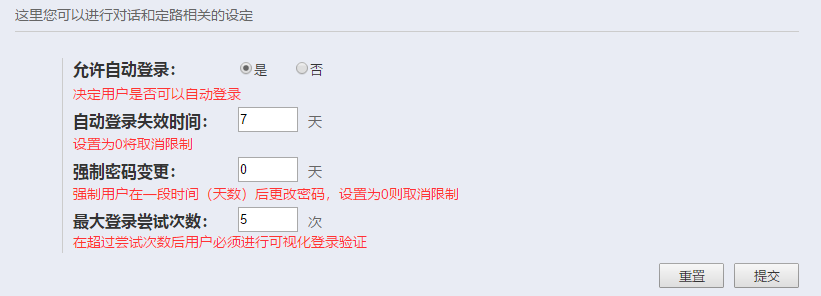 这里您可以进行对话和定路相关的设定
允许自动登录： 是 否
决定用户是否可以自动登录
自动登录失效时间： 7 天
设置为0将取消限制
强制密码变更： 0 天
强制用户在一段时间（天数）后更改密码，设置为0则取消限制
最大登录尝试次数： 5 次
在超过尝试次数后用户必须进行可视化登录验证
重置 提交